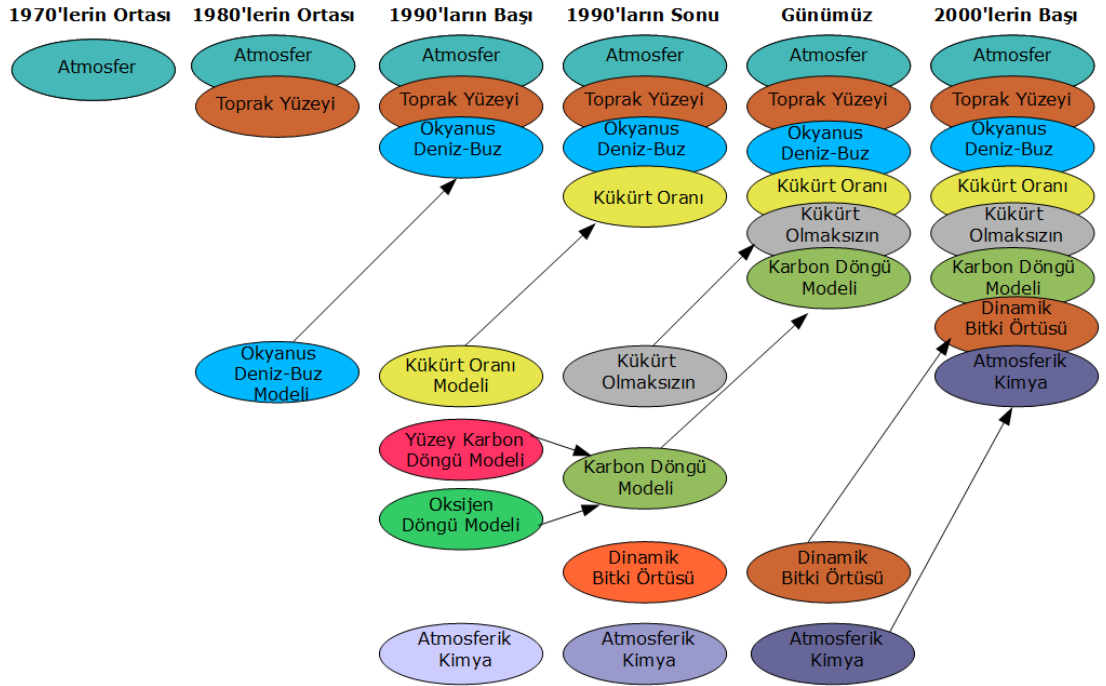 1970'lerin Ortası
1980'lerin Ortası
1990'ların Başı
1990'ların Sonu
Günümüz
2000'lerin Başı
Atmosfer
Atmosfer
Toprak Yüzeyi
Okyanus
Deniz-Buz
Modeli
Atmosfer
Toprak Yüzeyi
Okyanus
Deniz-Buz
Kükürt Oranı
Modeli
Yüzey Karbon
Döngü Modeli
Oksijen
Döngü Modeli
Atmosferik
Kimya
Atmosfer
Toprak Yüzeyi
Okyanus
Deniz-Buz
Kükürt Oranı
Kükürt
Olmaksızın
Karbon Döngü
Modeli
Dinamik
Bitki Örtüsü
Atmosferik
Kimya
Atmosfer
Toprak Yüzeyi
Okyanus
Deniz-Buz
Kükürt Oranı
Kükürt
Olmaksızın
Karbon Döngü
Modeli
Dinamik
Bitki Örtüsü
Atmosferik
Kimya
Atmosfer
Toprak Yüzeyi
Okyanus
Deniz-Buz
Kükürt Oranı
Kükürt
Olmaksızın
Karbon Döngü
Modeli
Dinamik
Bitki Örtüsü
Atmosferik
Kimya